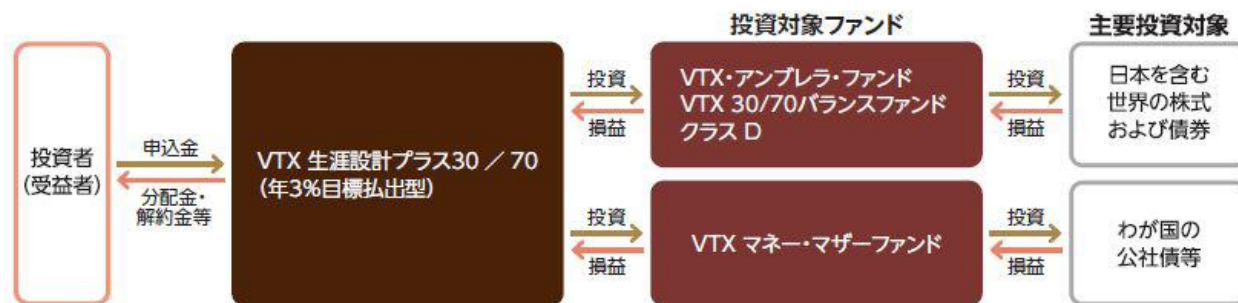 投資対象ファンド
主要投資対象
投資者
(受益者)
申込金
分配金・
解約金等
VTX 生涯設計プラス30 ／ 70
(年3%目標払出型)
投資
損益
VTX・アンブレラ・ファンド
VTX 30/70バランスファンド
クラス D
投資
損益
日本を含む
世界の株式
および債券
投資
損益
VTX マネー・マザーファンド
投資
損益
わが国の
公社債等